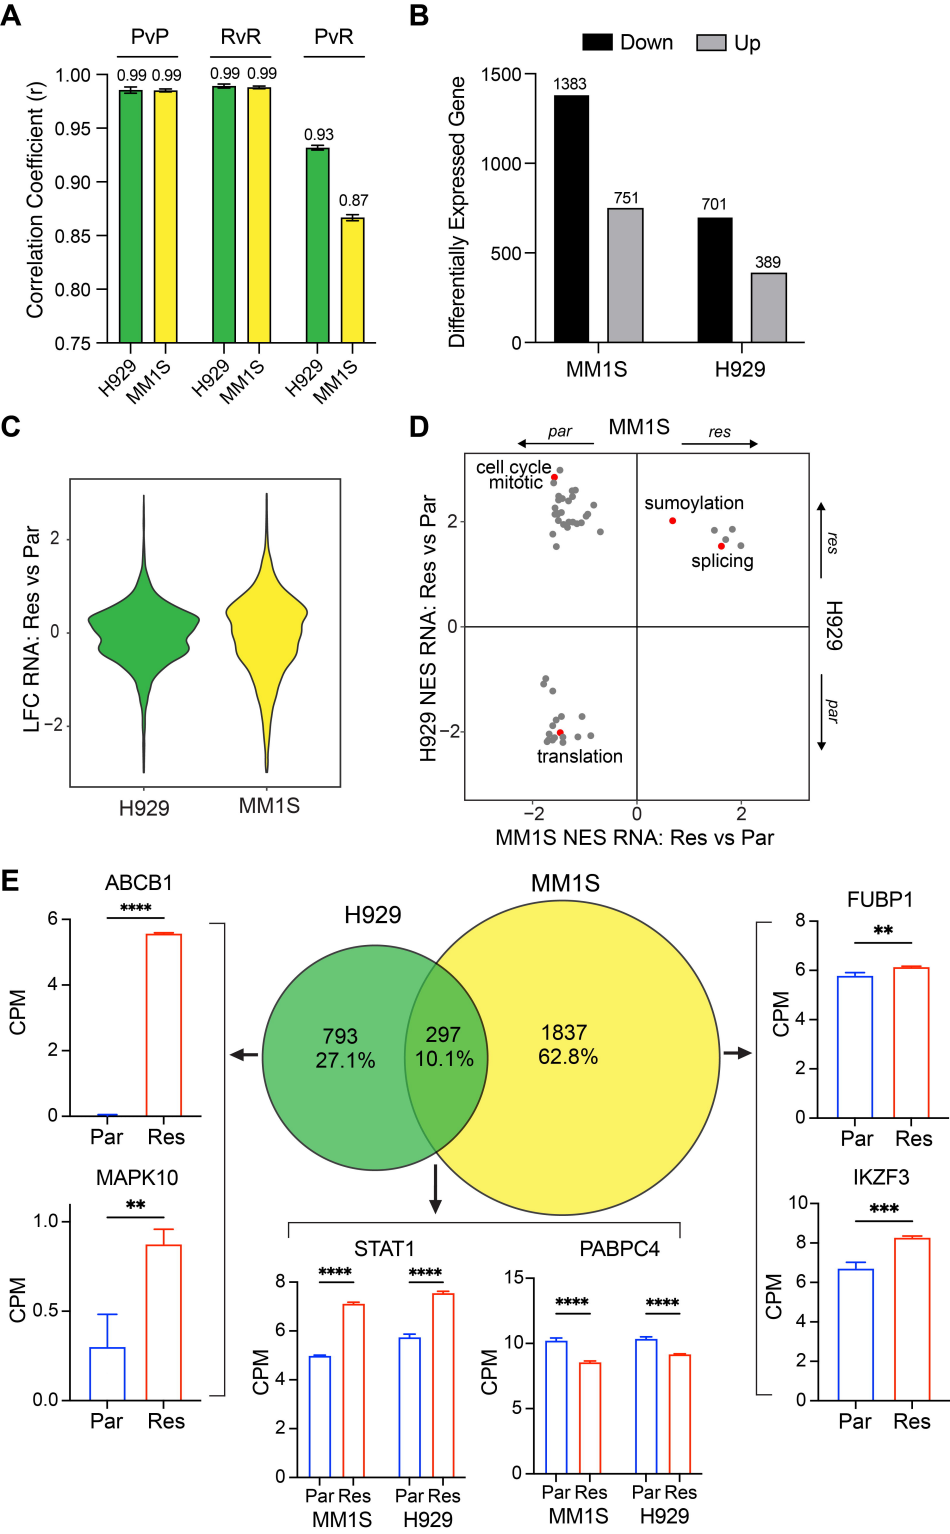 A
PvP RvR PvR
0.99 0.99 0.99 0.99 0.93 0.87
Correlation Coefficient (r)
1.00
0.95
0.90
0.85
0.80
0.75
H929 MM1S H929 MM1S H929 MM1S
B
Down Up
Differentially Expressed Gene
1500
1000
500
0
1383 751 701 389
MM1S H929
C
LFC RNA: Res vs Par
2
0
−2
H929 MM1S
D
MM1S
par res
cell cycle
mitotic
sumoylation
splicing
translation
H929 NES RNA: Res vs Par
2
0
−2
res
H929
par
−2 0 2
MM1S NES RNA: Res vs Par
E
ABCB1
****
CPM
6
4
2
0
Par Res
MAPK10
**
CPM
1.0
0.5
0.0
Par Res
H929
MM1S
793
27.1%
297
10.1%
1837
62.8%
STAT1
**** ****
CPM
8
6
4
2
0
Par Res Par Res
MM1S H929
PABPC4
**** ****
CPM
15
10
5
0
Par Res Par Res
MM1S H929
FUBP1
**
CPM
8
6
4
2
0
Par Res
IKZF3
***
CPM
10
8
6
4
2
0
Par Res